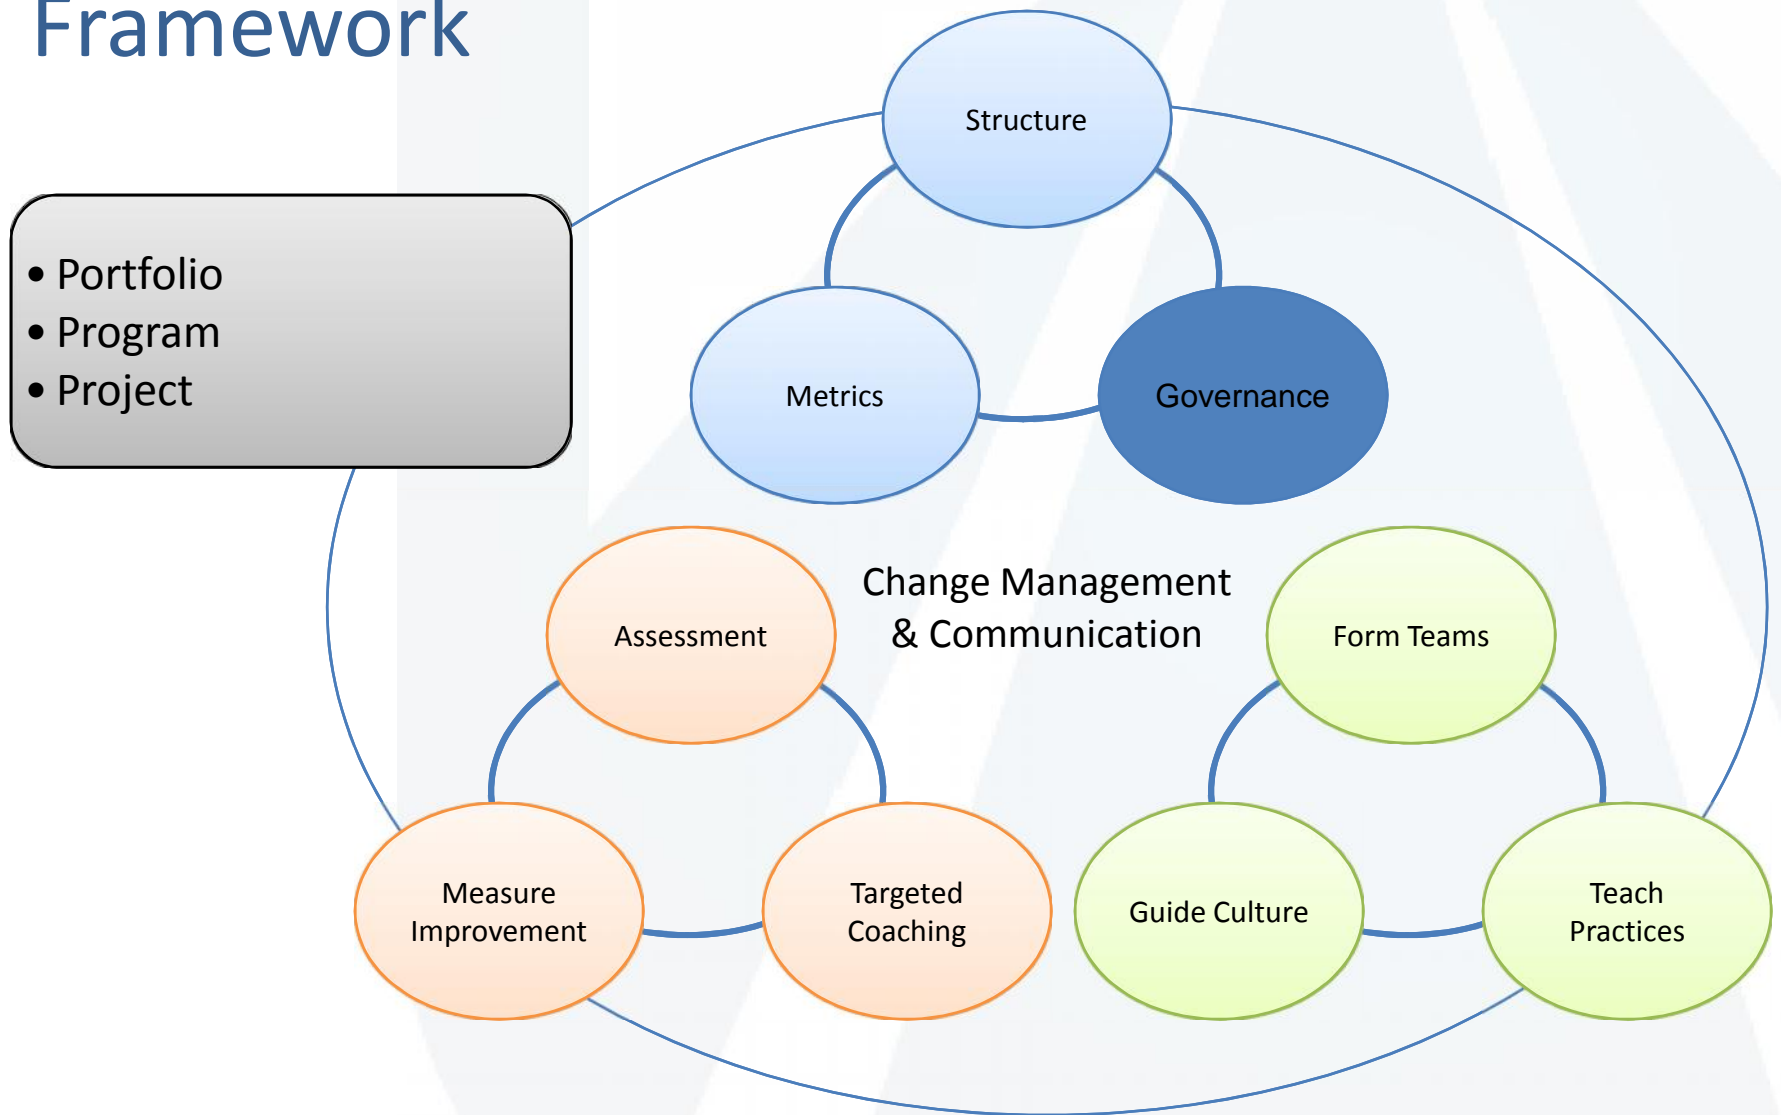 Framework
Structure
• Portfolio
• Program
• Project
Metrics
Governance
Change Management
& Communication
Assessment
Form Teams
Measure
Improvement
Targeted
Coaching
Guide Culture
Teach
Practices